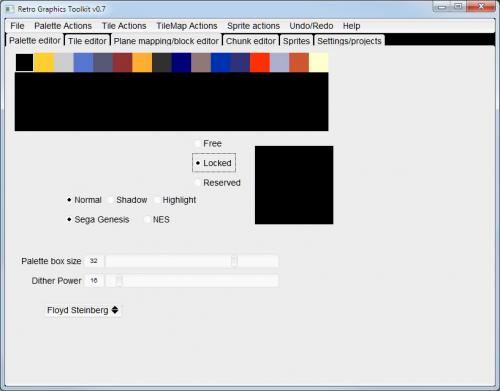 Retro Graphics Toolkit v0.7
File Palette Actions Tile Actions TileMap Actions Sprite actions Undo/Redo Help
Palette editor Tile editor Plane mapping/block editor Chunk editor Sprites Settings/projects
Free
Locked
Reserved
Normal Shadow Highlight
Sega Genesis NES
Palette box size 32
Dither Power 16
Floyd Steinberg